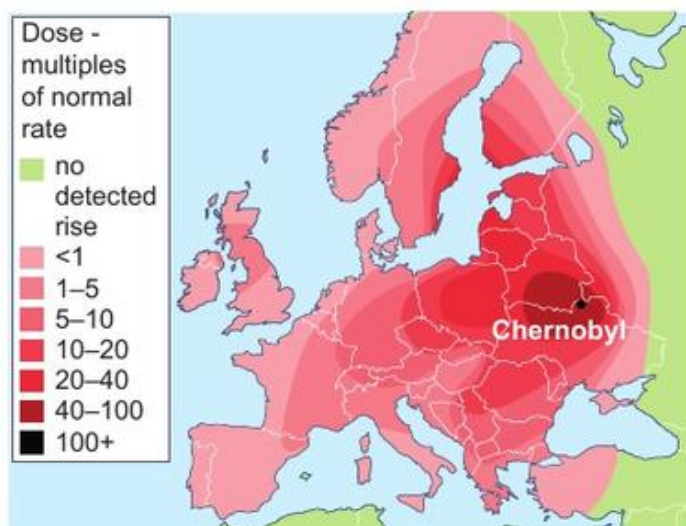 Dose -
multiples
of normal
rate
no
detected
rise
<1
1–5
5–10
10–20
20–40
40–100
100+
Chernobyl